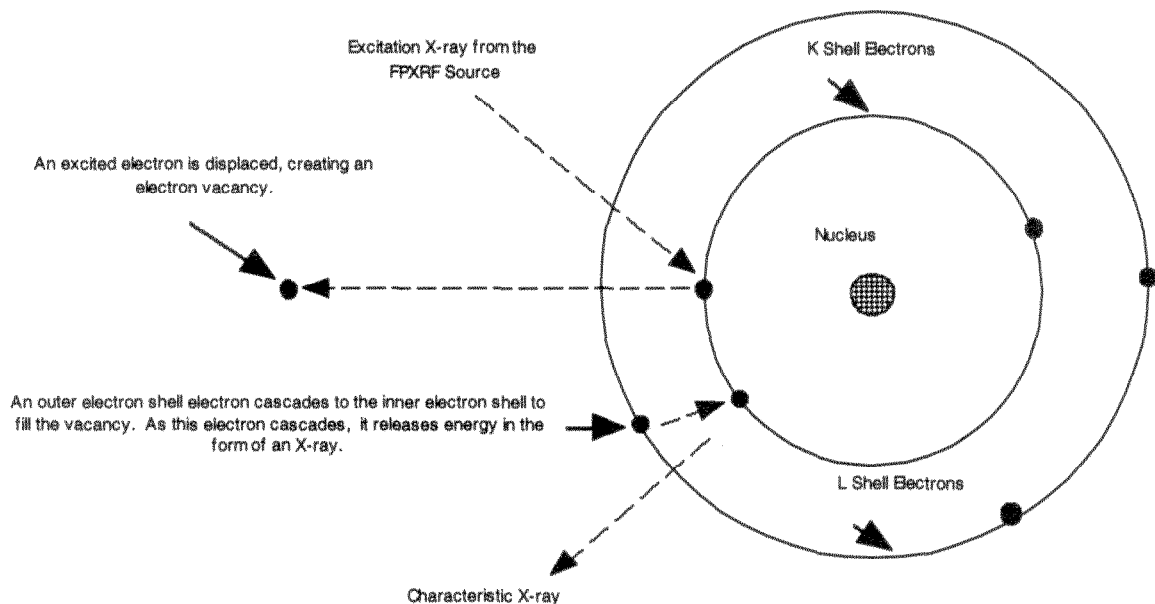 Excitation X-ray from the
FPXRF Source
K Shell Electrons
An excited electron is displaced, creating an
electron vacancy.
Nucleus
An outer electron shell electron cascades to the inner electron shell to
fill the vacancy. As this electron cascades, it releases energy in the
form of an X-ray.
L Shell Electrons
Characteristic X-ray